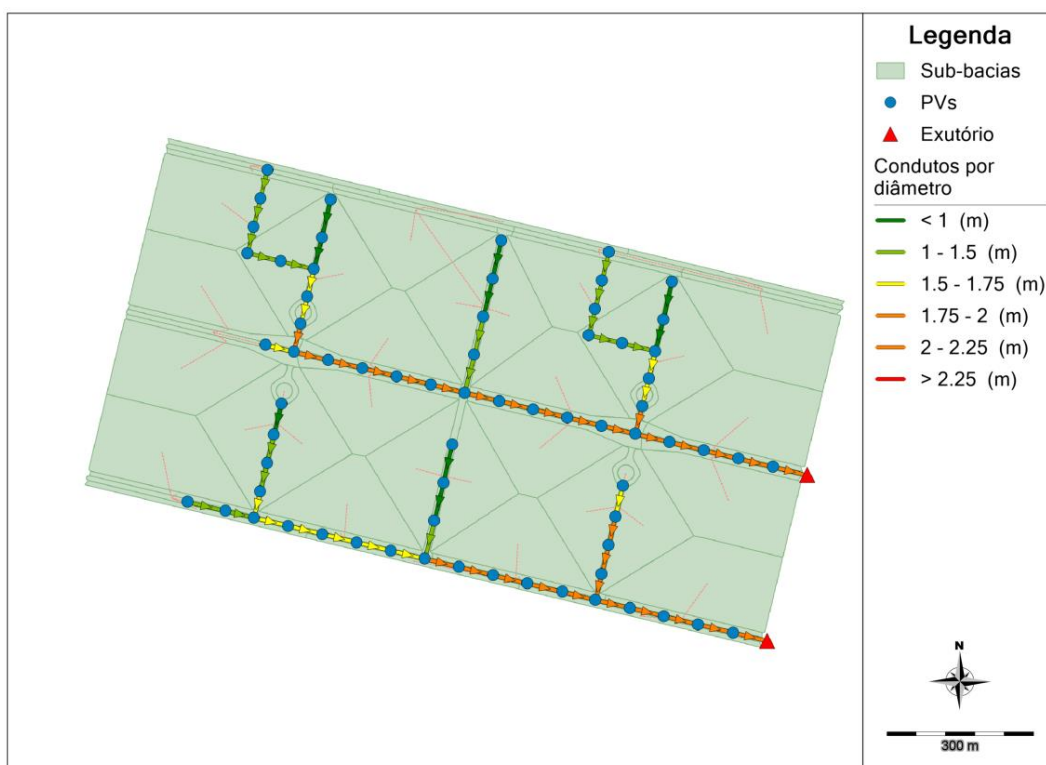 Legenda
Sub-bacias
PVs
Exutório
Condutos por
diâmetro
< 1 (m)
1 - 1.5 (m)
1.5 - 1.75 (m)
1.75 - 2 (m)
2 - 2.25 (m)
> 2.25 (m)
N
300 m